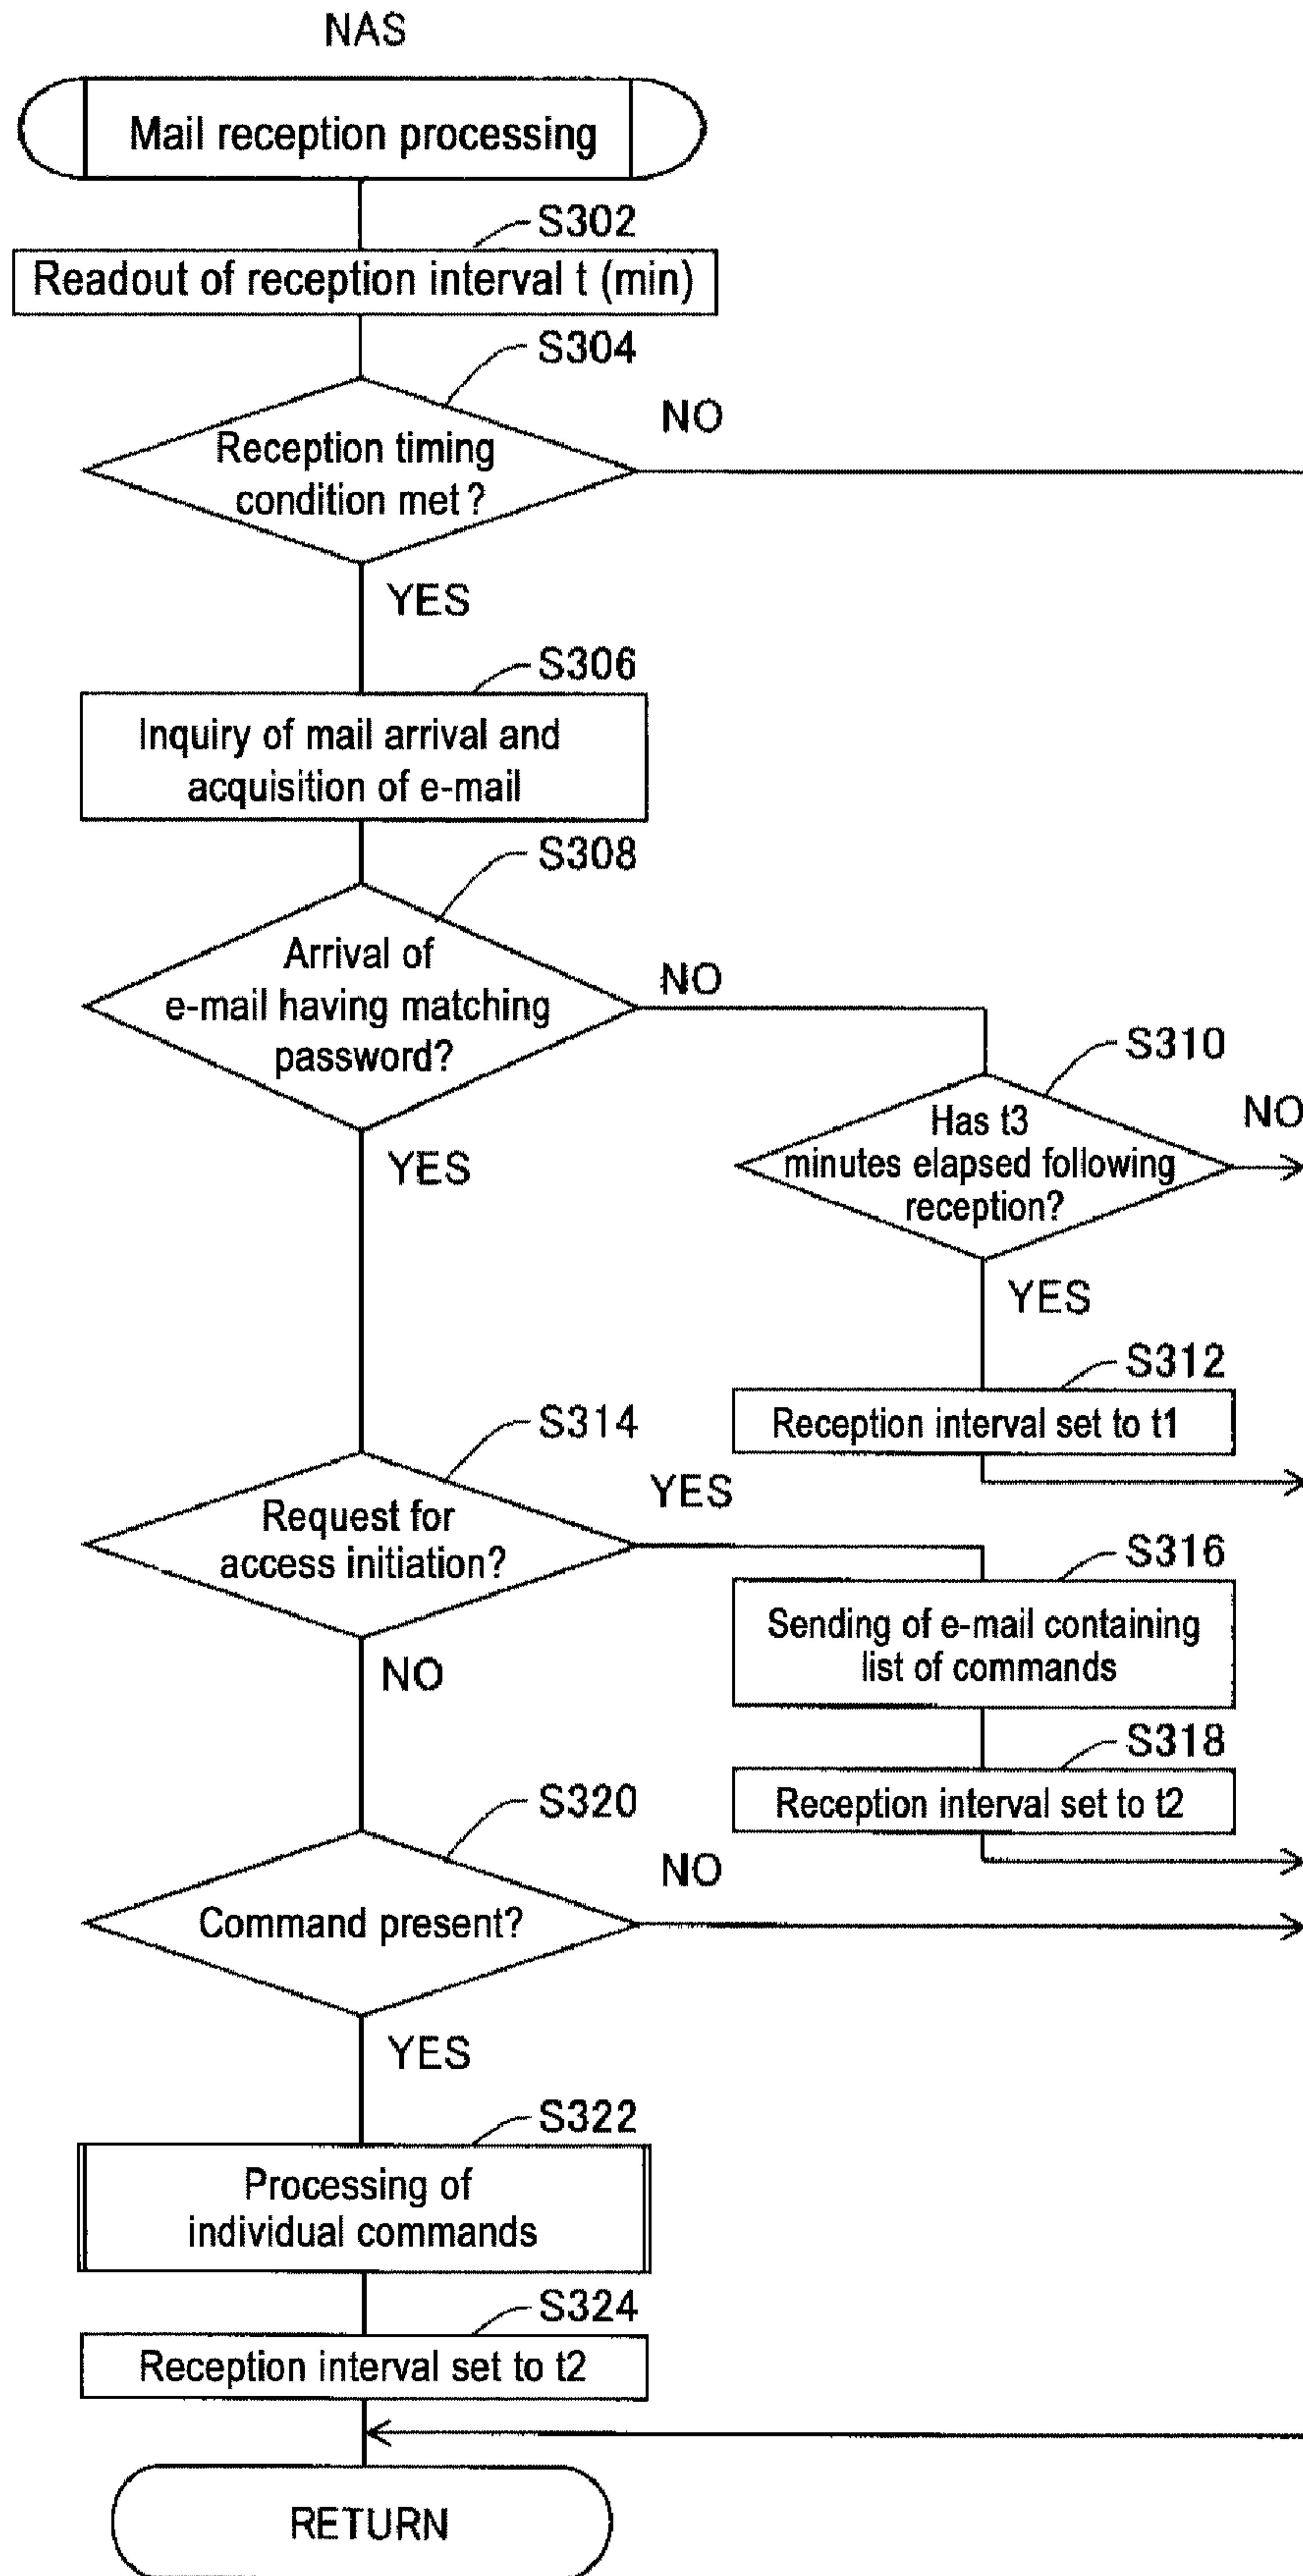 NAS
Mail reception processing
S302
Readout of reception interval t (min)
S304
Reception timing
condition met?
NO
YES
S306
Inquiry of mail arrival and
acquisition of e-mail
S308
Arrival of
e-mail having matching
password?
NO
YES
S310
Has t3
minutes elapsed following
reception?
NO
YES
S312
Reception interval set to t1
S314
Request for
access initiation?
YES
NO
S316
Sending of e-mail containing
list of commands
S318
Reception interval set to t2
S320
Command present?
NO
YES
S322
Processing of
individual commands
S324
Reception interval set to t2
RETURN